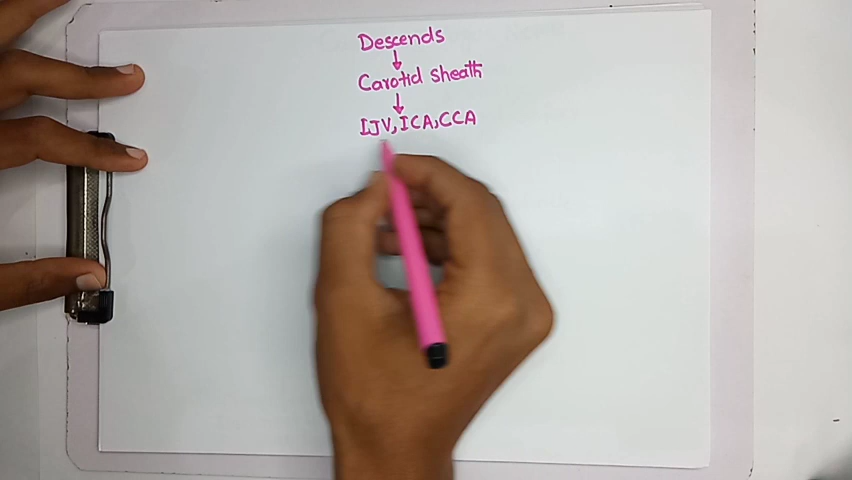 Descends
Carotid sheath
IJV, ICA, CCA